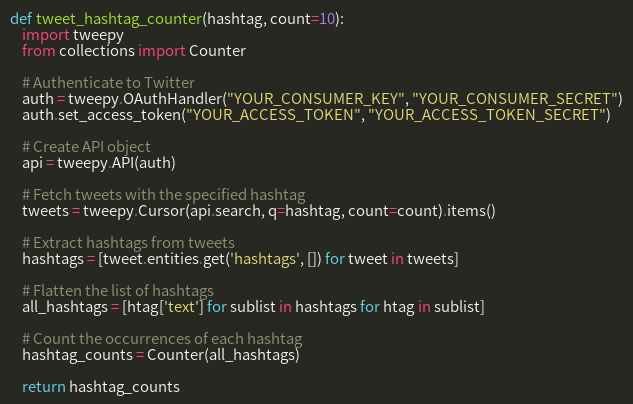 def tweet_hashtag_counter(hashtag, count=10):
    import tweepy
    from collections import Counter

    # Authenticate to Twitter
    auth = tweepy.OAuthHandler("YOUR_CONSUMER_KEY", "YOUR_CONSUMER_SECRET")
    auth.set_access_token("YOUR_ACCESS_TOKEN", "YOUR_ACCESS_TOKEN_SECRET")

    # Create API object
    api = tweepy.API(auth)

    # Fetch tweets with the specified hashtag
    tweets = tweepy.Cursor(api.search, q=hashtag, count=count).items()

    # Extract hashtags from tweets
    hashtags = [tweet.entities.get('hashtags', []) for tweet in tweets]

    # Flatten the list of hashtags
    all_hashtags = [htag['text'] for sublist in hashtags for htag in sublist]

    # Count the occurrences of each hashtag
    hashtag_counts = Counter(all_hashtags)

    return hashtag_counts